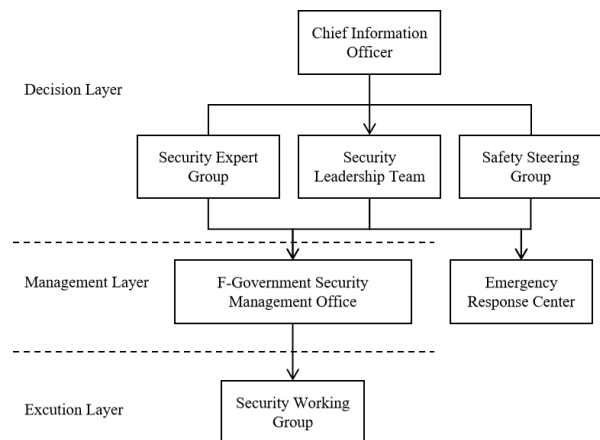 Chief Information
Officer
Decision Layer
Security Expert
Group
Security
Leadership Team
Safety Steering
Group
Management Layer
F-Government Security
Management Office
Emergency
Response Center
Excution Layer
Security Working
Group